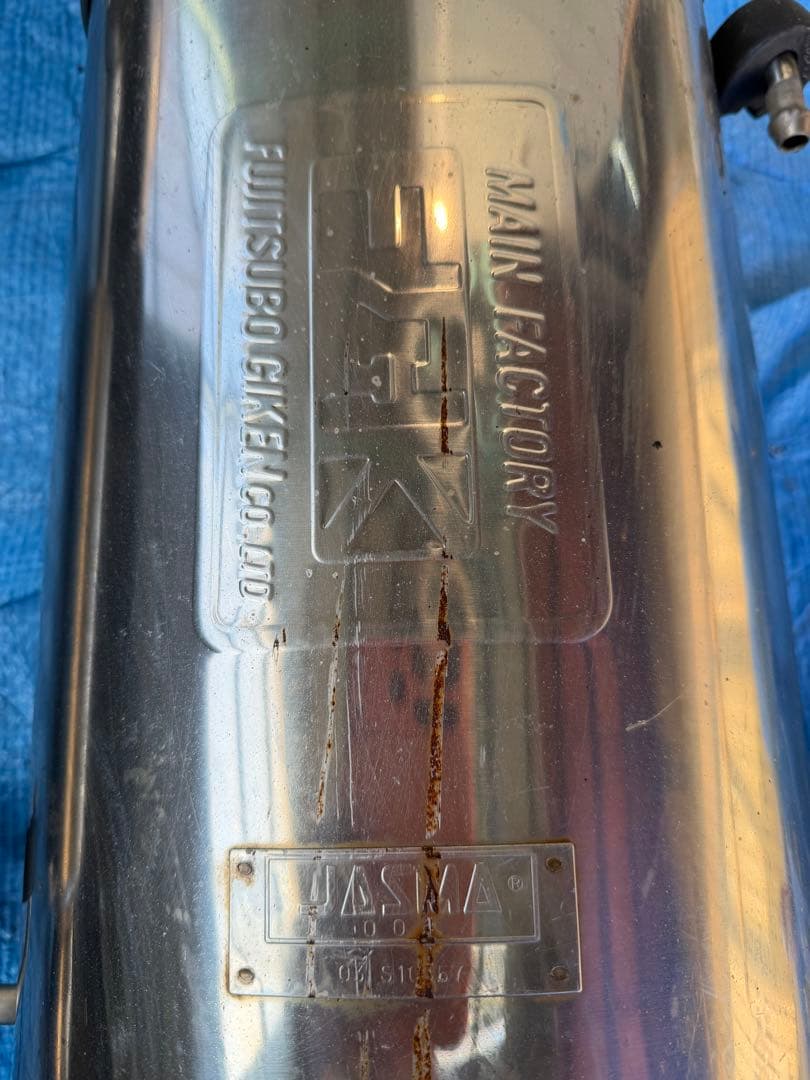 MAIN FACTORY
FGK
FUJITSUBO GIKEN CO.,LTD
JASMA®